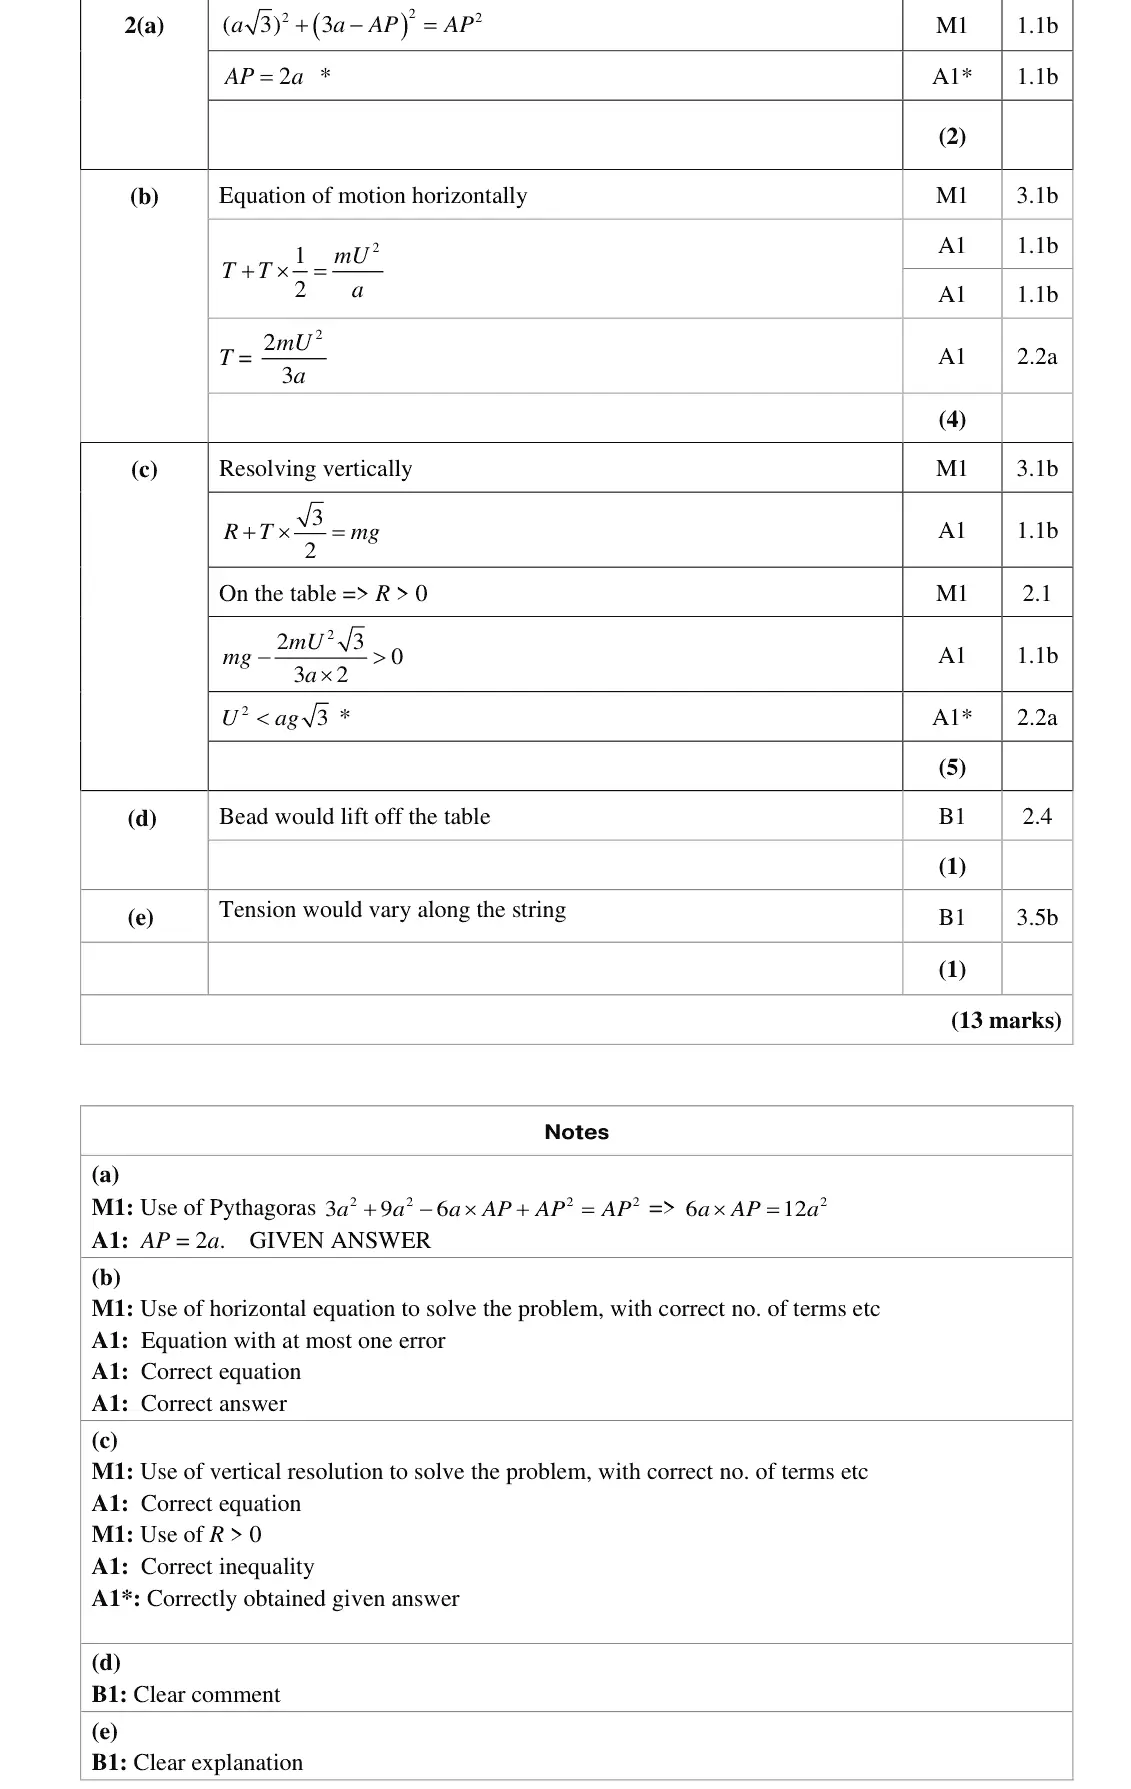 2(a) (a√3)² + (3a − AP)² = AP² M1 1.1b
AP = 2a * A1* 1.1b
(2)
(b) Equation of motion horizontally M1 3.1b
T + T × 1/2 = mU²/a A1 1.1b
A1 1.1b
T = 2mU²/3a A1 2.2a
(4)
(c) Resolving vertically M1 3.1b
R + T × √3/2 = mg A1 1.1b
On the table => R > 0 M1 2.1
mg − 2mU²√3/3a × 2 > 0 A1 1.1b
U² < ag√3 * A1* 2.2a
(5)
(d) Bead would lift off the table B1 2.4
(1)
(e) Tension would vary along the string B1 3.5b
(1)
(13 marks)
Notes
(a)
M1: Use of Pythagoras 3a² + 9a² − 6a × AP + AP² = AP² => 6a × AP = 12a²
A1: AP = 2a. GIVEN ANSWER
(b)
M1: Use of horizontal equation to solve the problem, with correct no. of terms etc
A1: Equation with at most one error
A1: Correct equation
A1: Correct answer
(c)
M1: Use of vertical resolution to solve the problem, with correct no. of terms etc
A1: Correct equation
M1: Use of R > 0
A1: Correct inequality
A1*: Correctly obtained given answer
(d)
B1: Clear comment
(e)
B1: Clear explanation